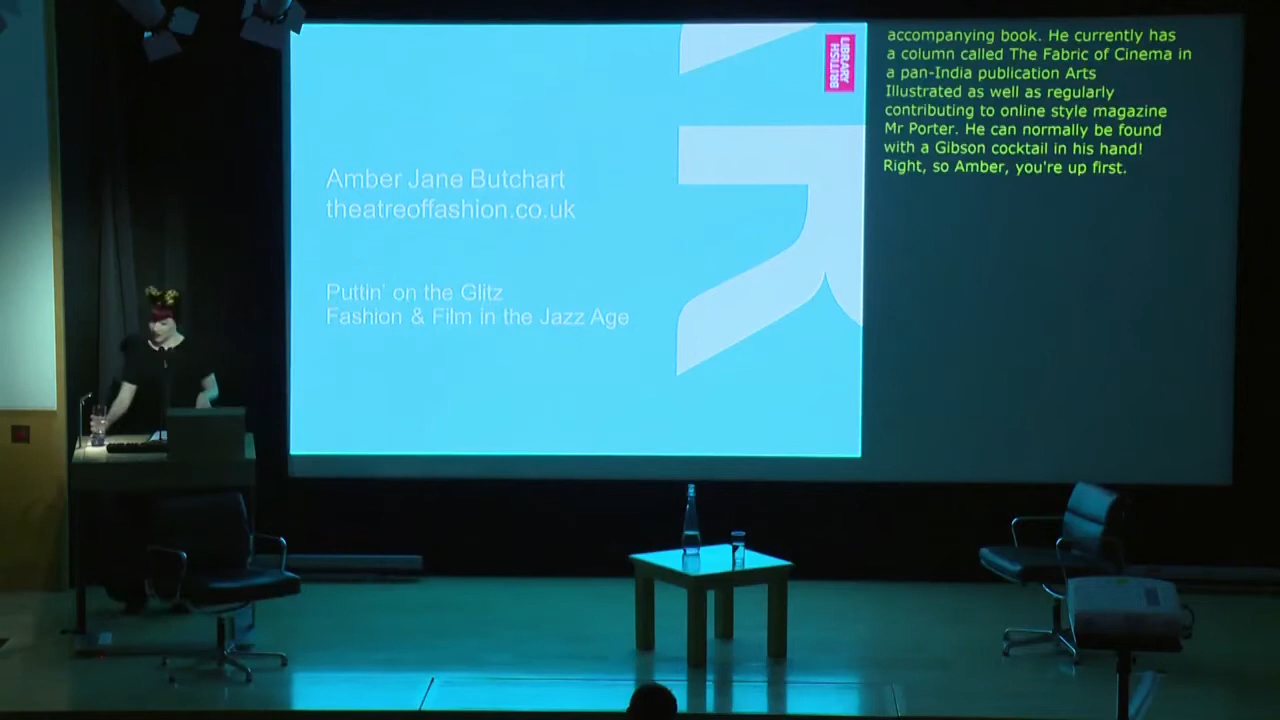 Amber Jane Butchart
theatreoffashion.co.uk
Puttin' on the Glitz
Fashion & Film in the Jazz Age
BRITISH
LIBRARY
accompanying book. He currently has
a column called The Fabric of Cinema in
a pan-India publication Arts
Illustrated as well as regularly
contributing to online style magazine
Mr Porter. He can normally be found
with a Gibson cocktail in his hand!
Right, so Amber, you're up first.